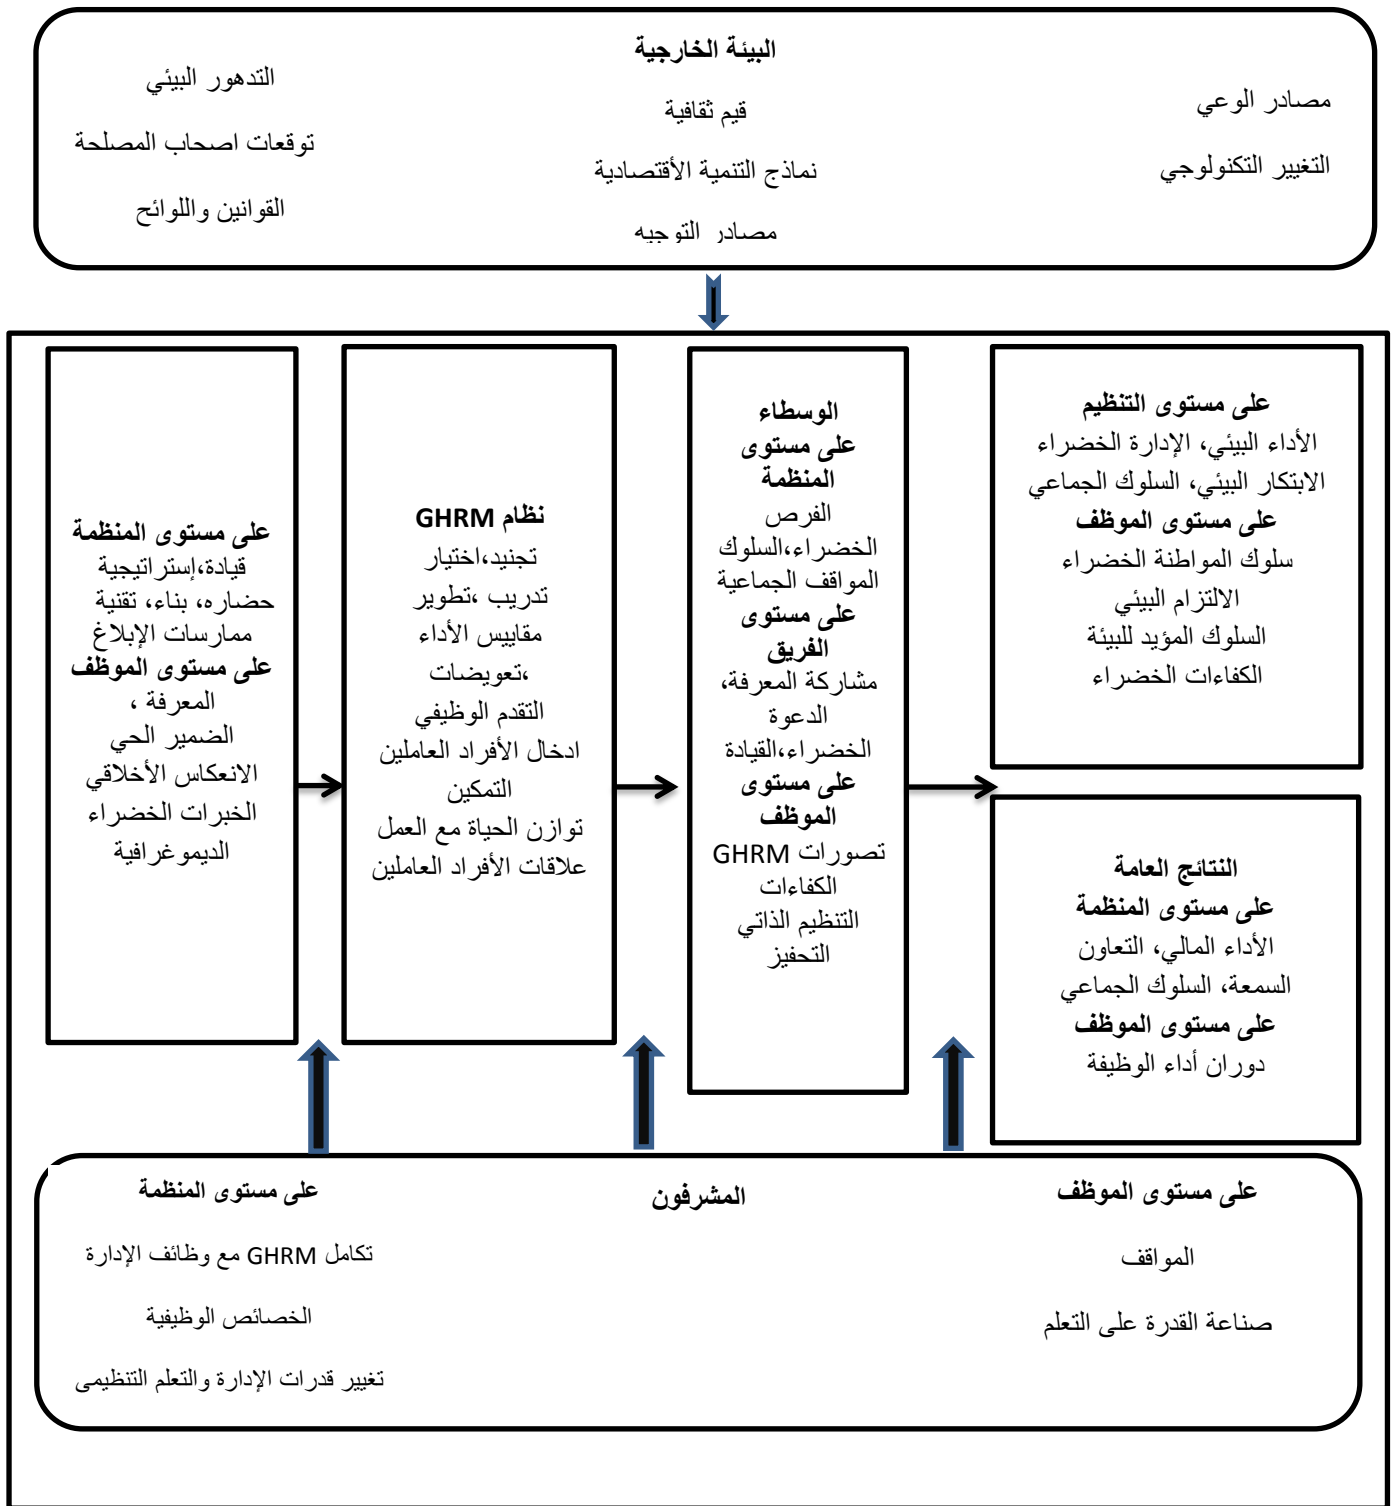 البيئة الخارجية
مصادر الوعي
التغيير التكنولوجي
قيم ثقافية
نماذج التنمية الأقتصادية
مصادر التوجيه
التدهور البيئي
توقعات اصحاب المصلحة
القوانين واللوائح
على مستوى المنظمة
قيادة،إستراتيجية
حضاره، بناء، تقنية
ممارسات الإبلاغ
على مستوى الموظف
المعرفة ،
الضمير الحي
الانعكاس الأخلاقي
الخبرات الخضراء
الديموغرافية
نظام GHRM
تجنيد،اختيار
تدريب ،تطوير
مقاييس الأداء
،تعويضات
التقدم الوظيفي
ادخال الأفراد العاملين
التمكين
توازن الحياة مع العمل
علاقات الأفراد العاملين
الوسطاء
على مستوى
المنظمة
الفرص
الخضراء،السلوك
المواقف الجماعية
على مستوى
الفريق
مشاركة المعرفة،
الدعوة
الخضراء،القيادة
على مستوى
الموظف
تصورات GHRM
الكفاءات
التنظيم الذاتي
التحفيز
على مستوى التنظيم
الأداء البيئي، الإدارة الخضراء
الابتكار البيئي، السلوك الجماعي
على مستوى الموظف
سلوك المواطنة الخضراء
الالتزام البيئي
السلوك المؤيد للبيئة
الكفاءات الخضراء
النتائج العامة
على مستوى المنظمة
الأداء المالي، التعاون
السمعة، السلوك الجماعي
على مستوى الموظف
دوران أداء الوظيفة
المشرفون
على مستوى الموظف
المواقف
صناعة القدرة على التعلم
على مستوى المنظمة
تكامل GHRM مع وظائف الإدارة
الخصائص الوظيفية
تغيير قدرات الإدارة والتعلم التنظيمى